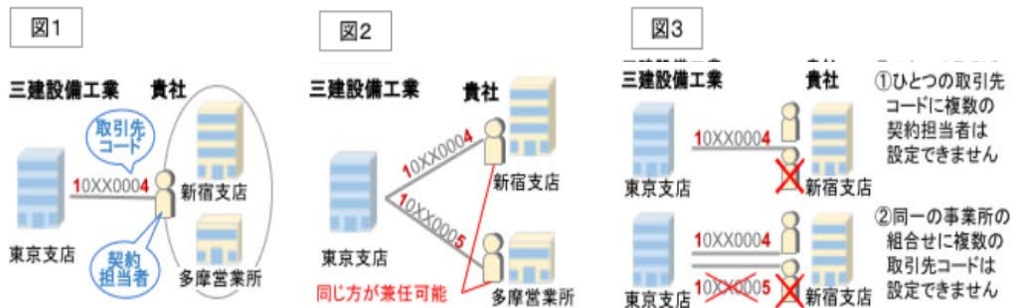 図1
三建設備工業 貴社
取引先
コード
10XX0004
新宿支店
東京支店
契約
担当者
多摩営業所
図2
三建設備工業 貴社
10XX0004
新宿支店
10XX0005
東京支店
同じ方が兼任可能
多摩営業所
図3
三建設備工業 貴社
①ひとつの取引先
コードに複数の
契約担当者は
設定できません
10XX0004
東京支店
新宿支店
②同一の事業所の
組合せに複数の
取引先コードは
設定できません
10XX0004
10XX0005
東京支店
新宿支店